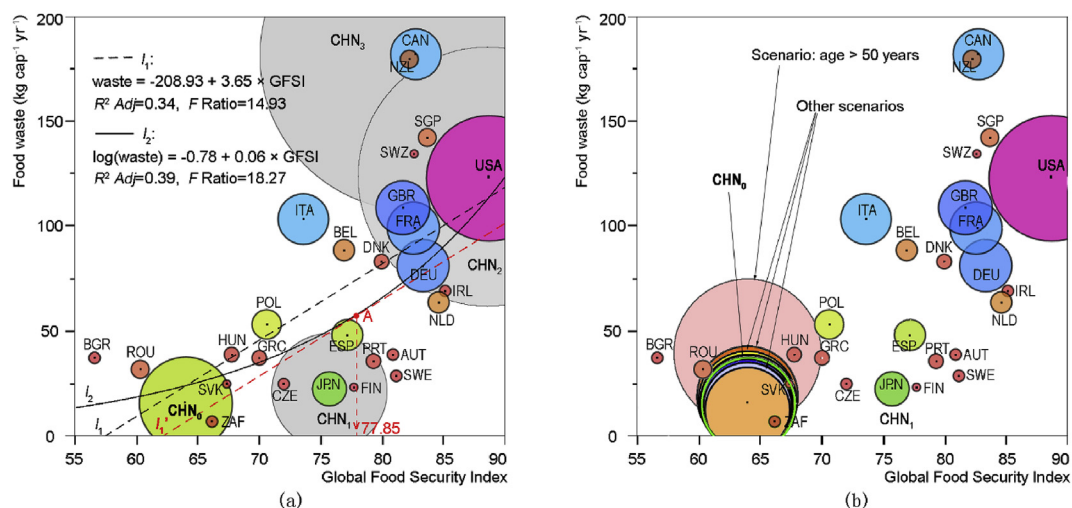 200
150
100
50
0
55
60
65
70
75
80
85
90
Food waste (kg cap⁻¹ yr⁻¹)
Global Food Security Index
l₁:
waste = -208.93 + 3.65 × GFSI
R² Adj=0.34, F Ratio=14.93
l₂:
log(waste) = -0.78 + 0.06 × GFSI
R² Adj=0.39, F Ratio=18.27
CHN₃
CAN
NZL
SGP
SWZ
USA
GBR
FRA
ITA
BEL
DNK
DEU
CHN₂
IRL
NLD
A
POL
ESP
HUN
GRC
PRT
AUT
SWE
BGR
ROU
SVK
CZE
JPN
FIN
CHN₀
CHN₁
ZAF
77.85
l₂
l₁
l₁'
(a)
200
150
100
50
0
55
60
65
70
75
80
85
90
Food waste (kg cap⁻¹ yr⁻¹)
Global Food Security Index
Scenario: age > 50 years
Other scenarios
CHN₀
CAN
NZL
SGP
SWZ
USA
GBR
FRA
ITA
BEL
DNK
DEU
IRL
NLD
POL
ESP
HUN
GRC
PRT
AUT
SWE
BGR
ROU
SVK
CZE
JPN
FIN
CHN₁
ZAF
(b)